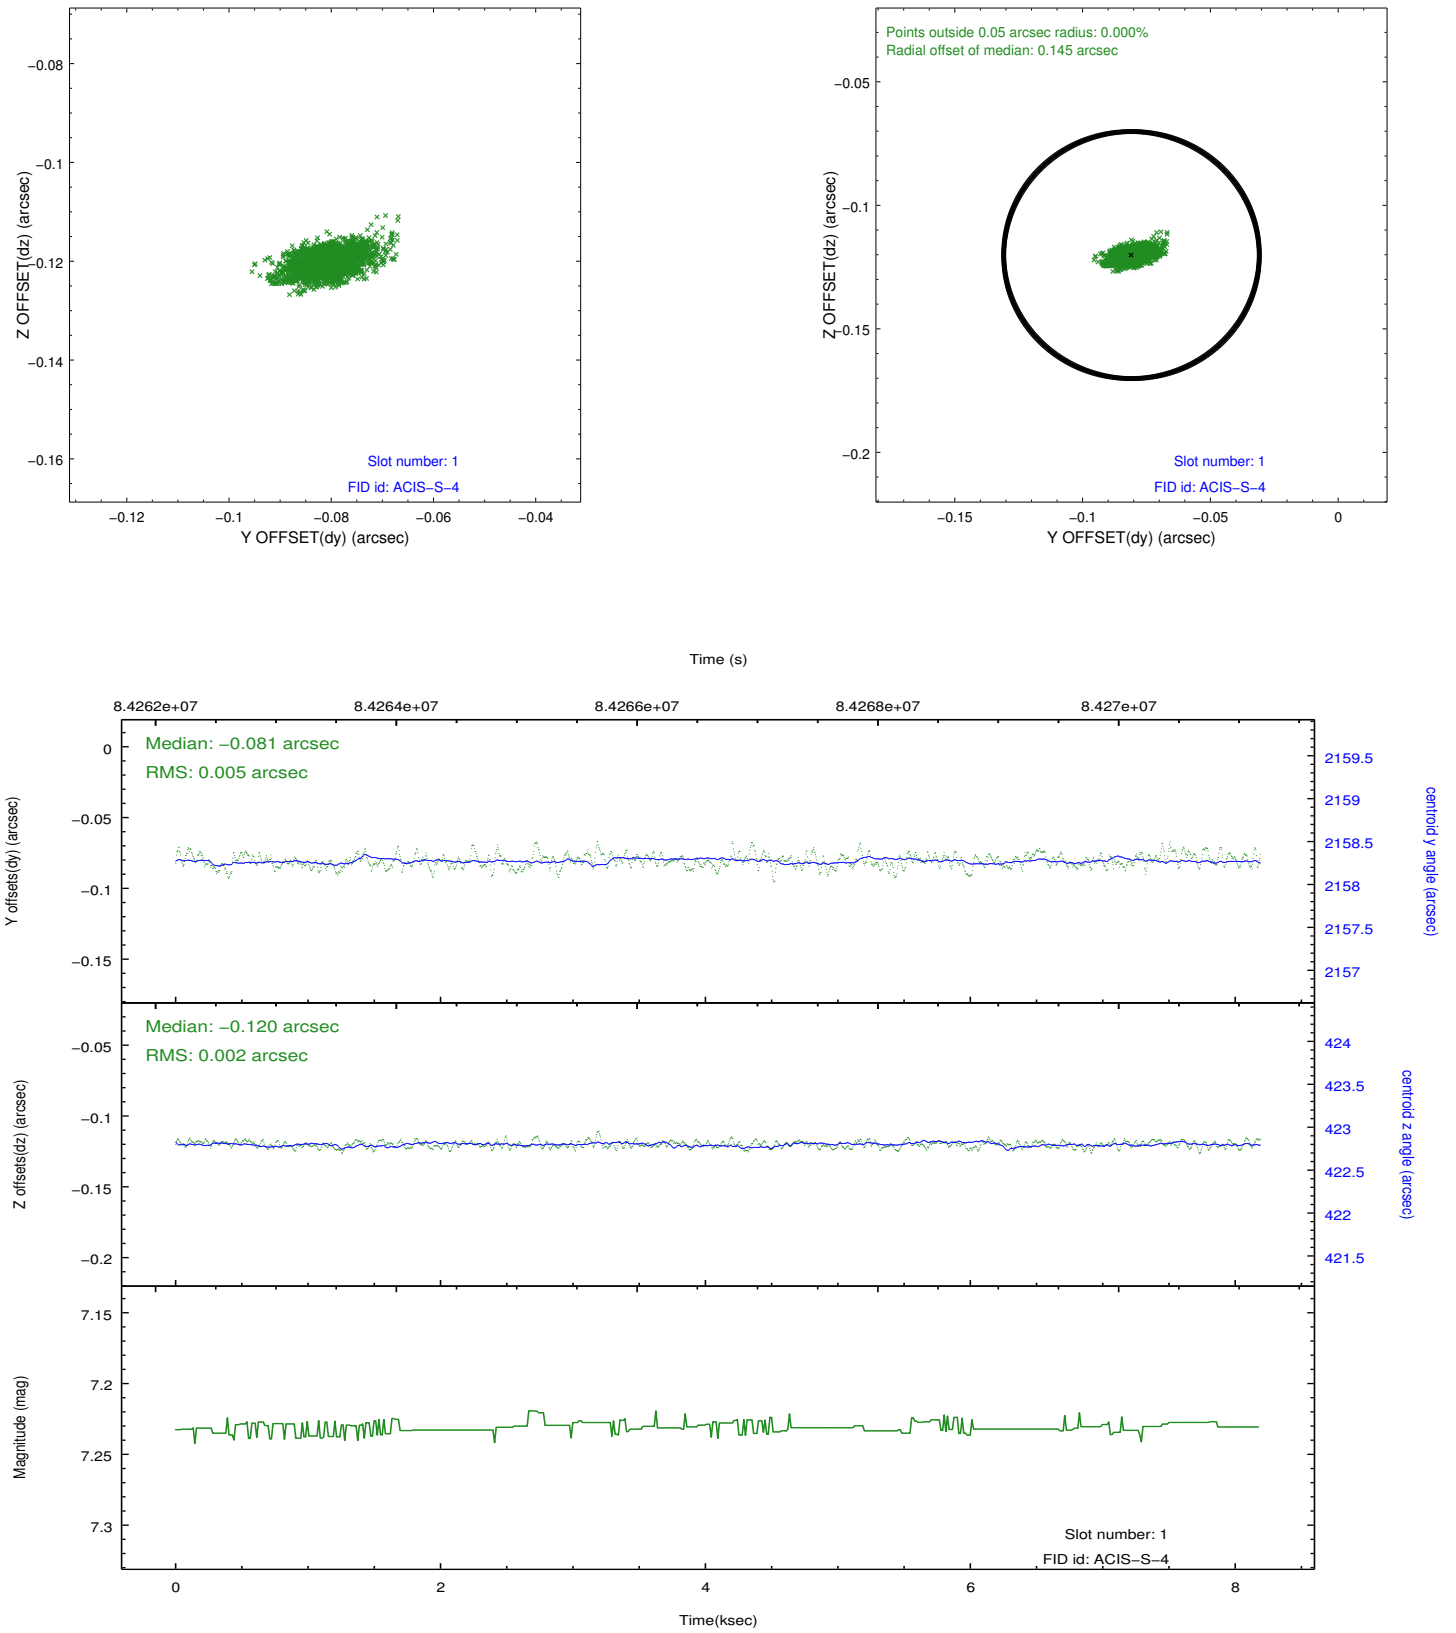 −0.08
−0.1
−0.12
−0.14
−0.16
Z OFFSET(dz) (arcsec)
Slot number: 1
FID id: ACIS−S−4
−0.12
−0.1
−0.08
−0.06
−0.04
Y OFFSET(dy) (arcsec)
Points outside 0.05 arcsec radius: 0.000%
Radial offset of median: 0.145 arcsec
−0.05
−0.1
−0.15
−0.2
Z OFFSET(dz) (arcsec)
Slot number: 1
FID id: ACIS−S−4
−0.15
−0.1
−0.05
0
Y OFFSET(dy) (arcsec)
Time (s)
8.4262e+07
8.4264e+07
8.4266e+07
8.4268e+07
8.427e+07
Median: −0.081 arcsec
RMS: 0.005 arcsec
0
−0.05
−0.1
−0.15
Y offsets(dy) (arcsec)
2159.5
2159
2158.5
2158
2157.5
2157
centroid y angle (arcsec)
Median: −0.120 arcsec
RMS: 0.002 arcsec
−0.05
−0.1
−0.15
−0.2
Z offsets(dz) (arcsec)
424
423.5
423
422.5
422
421.5
centroid z angle (arcsec)
7.15
7.2
7.25
7.3
Magnitude (mag)
Slot number: 1
FID id: ACIS−S−4
0
2
4
6
8
Time(ksec)